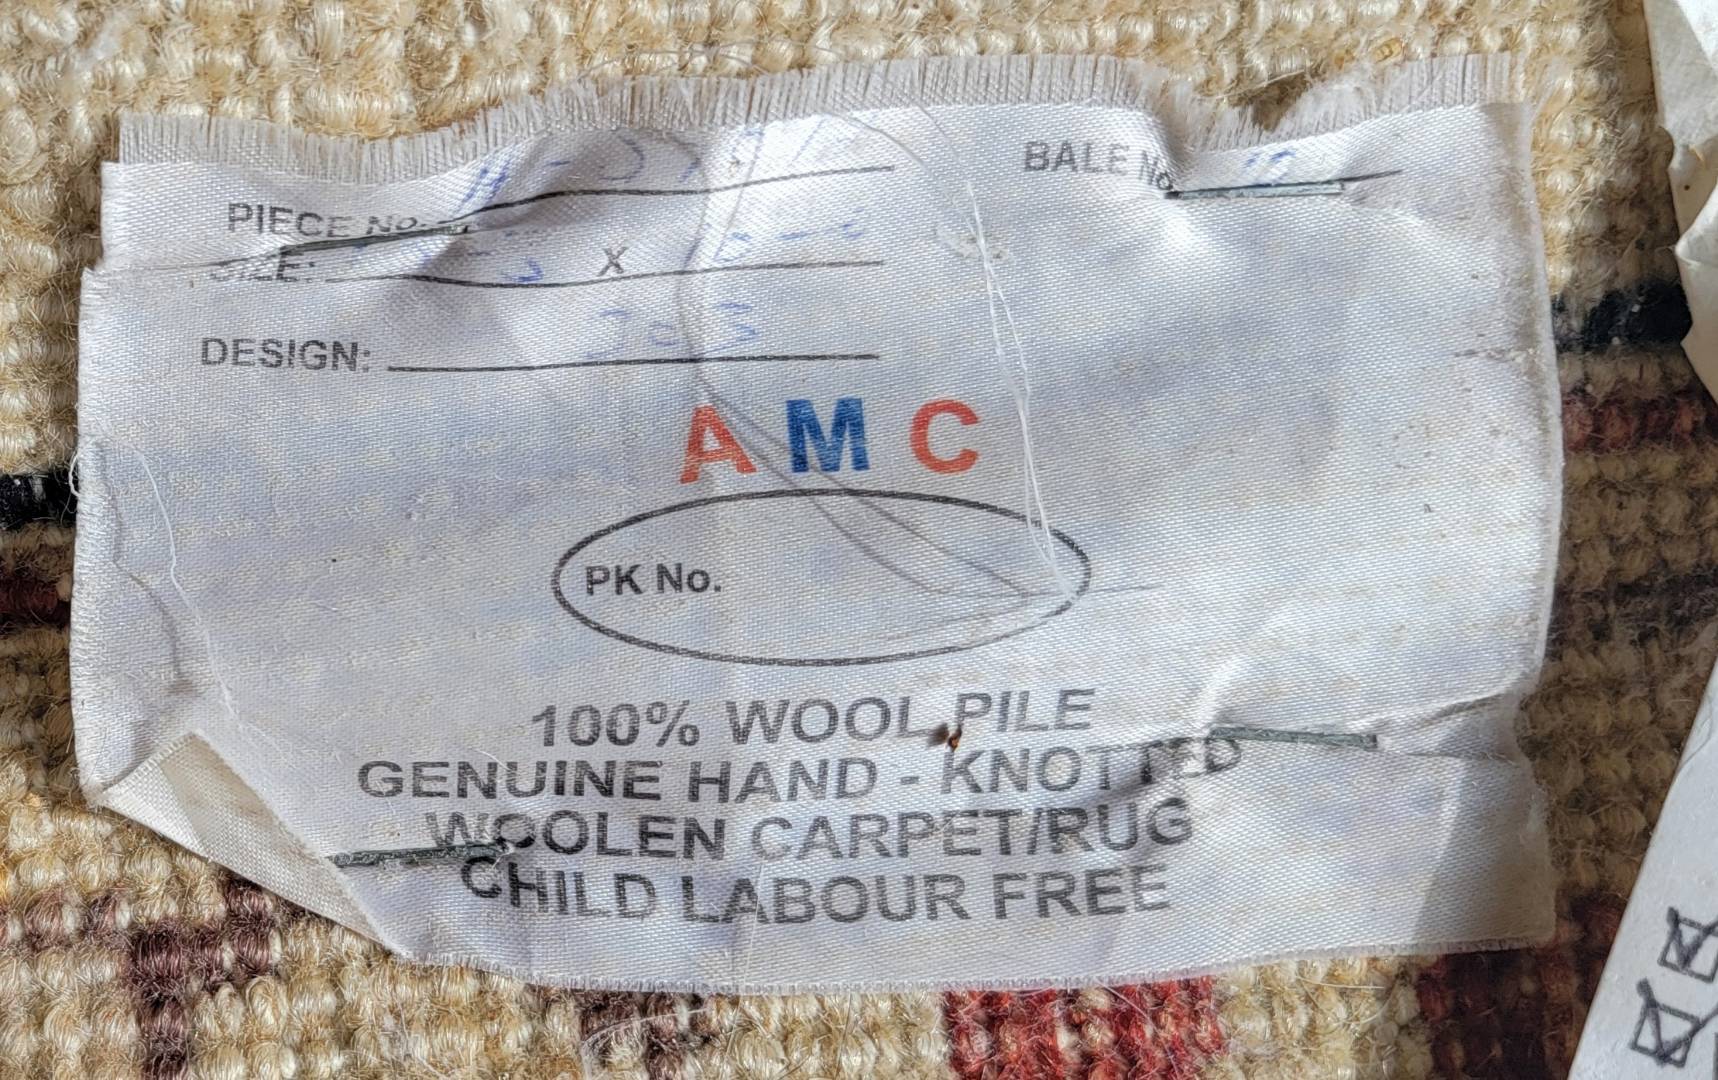 BALE No.
PIECE No.
SIZE: X
DESIGN: 303
AMC
PK No.
100% WOOL PILE
GENUINE HAND - KNOTTED
WOOLEN CARPET/RUG
CHILD LABOUR FREE